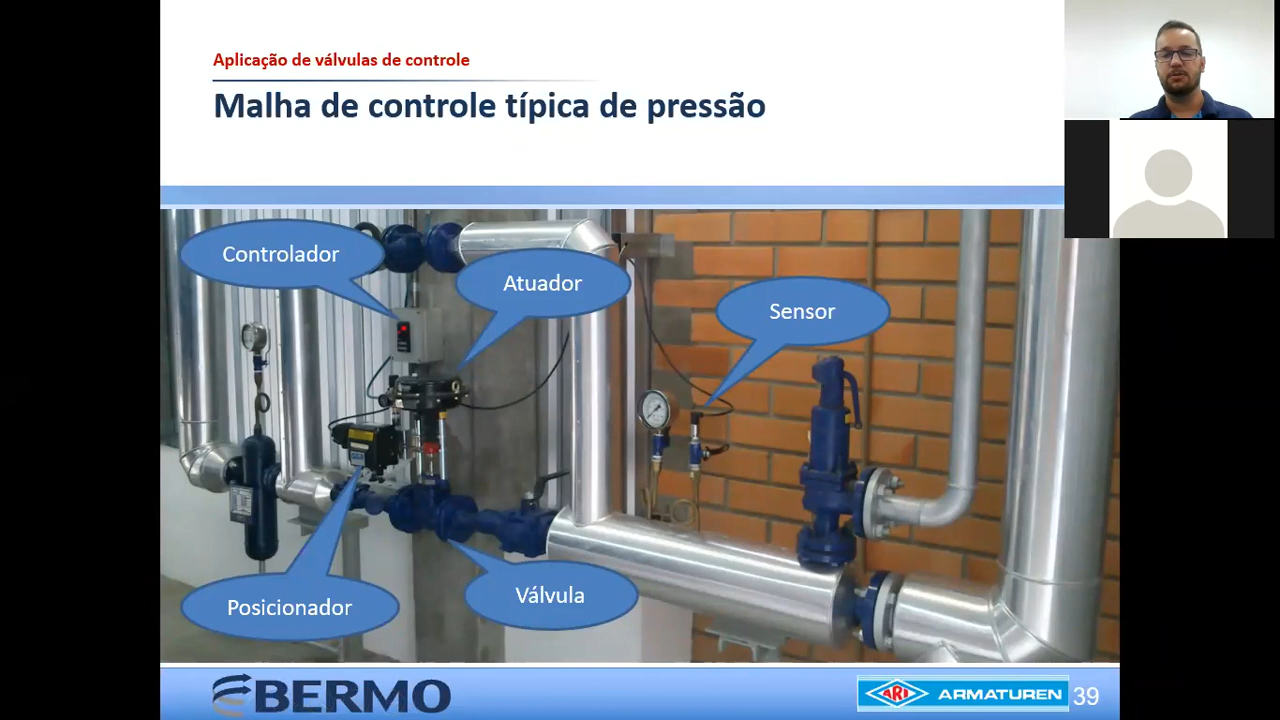 Aplicação de válvulas de controle
Malha de controle típica de pressão
Controlador
Atuador
Sensor
Posicionador
Válvula
BERMO
ARI ARMATUREN
39